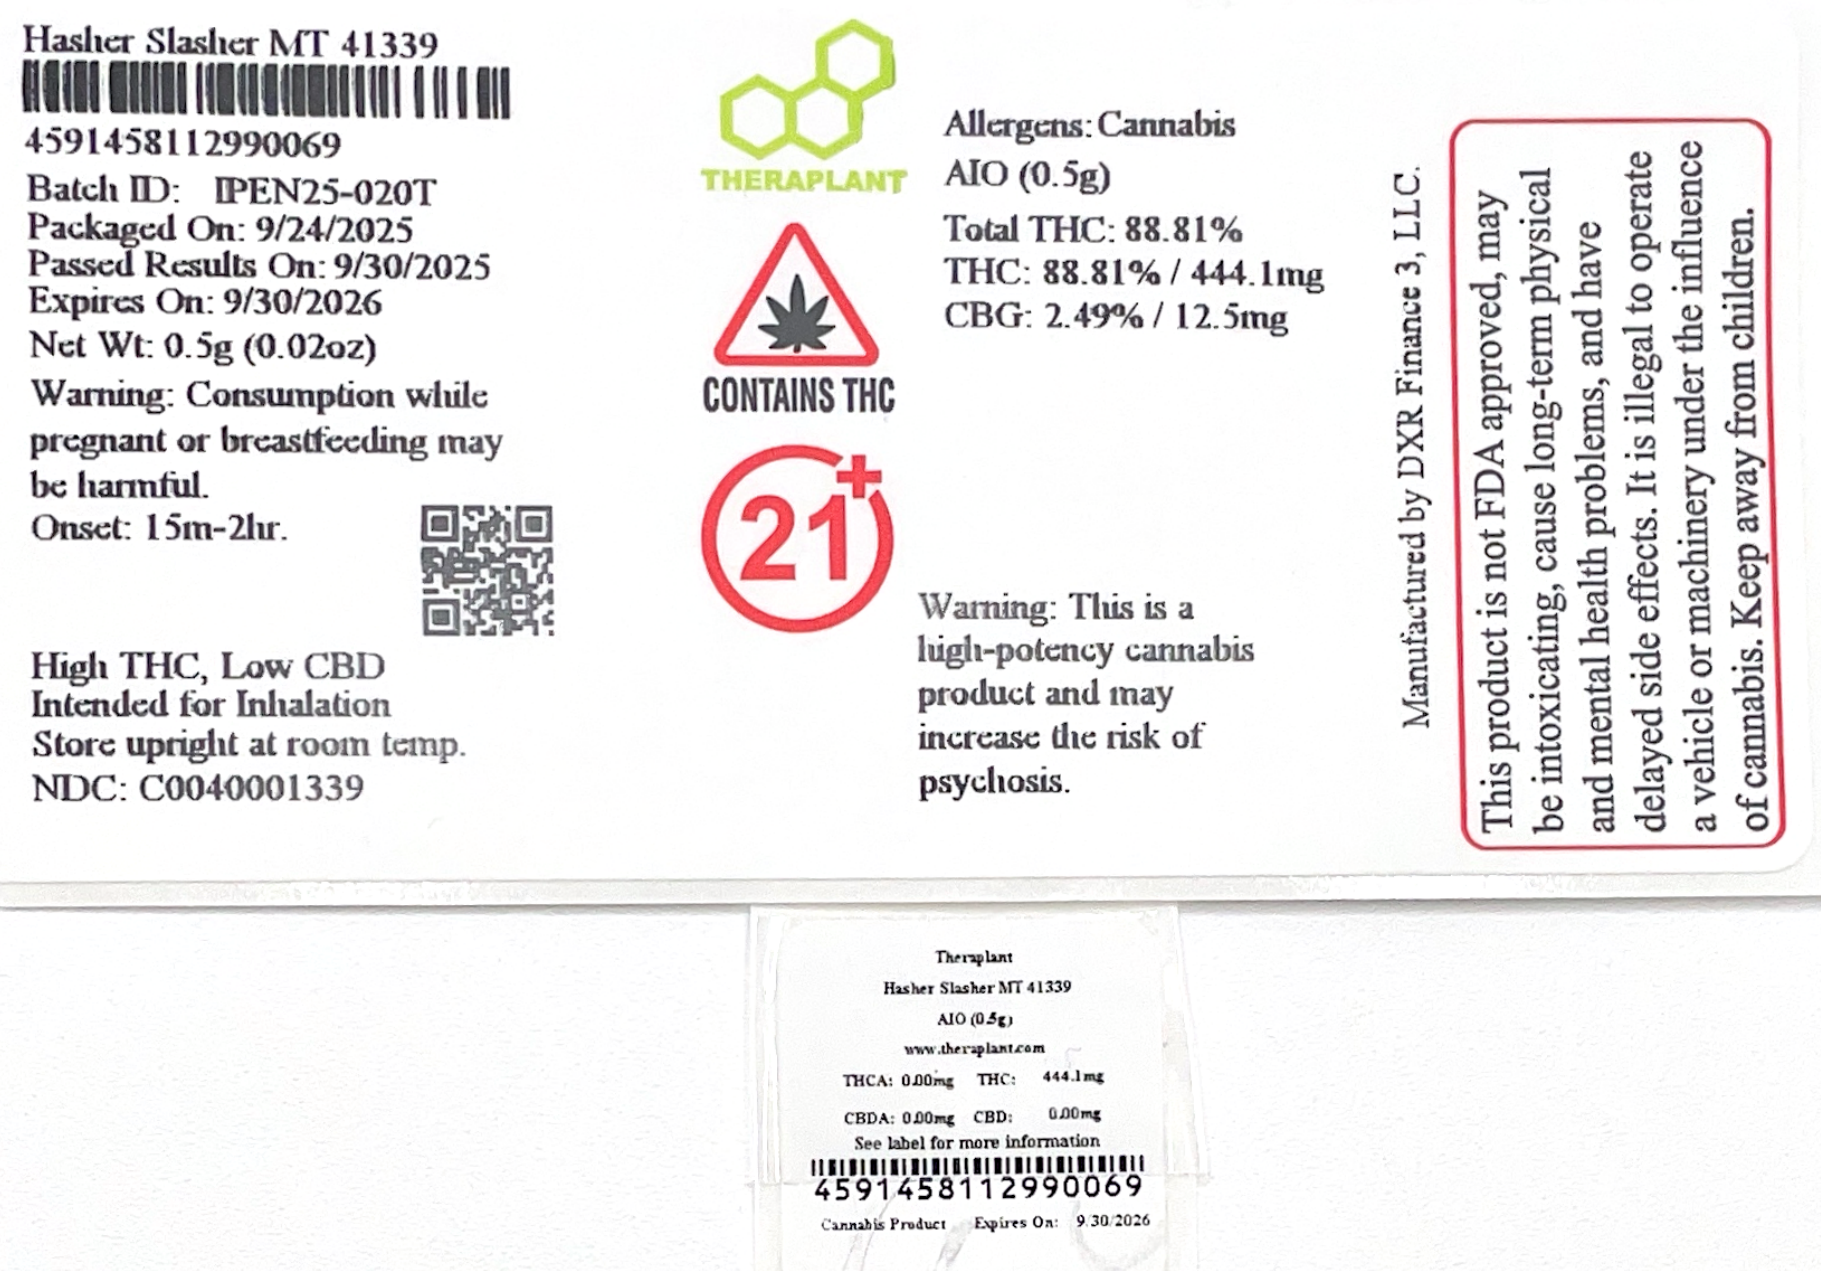 Hasher Slasher MT 41339
4591458112990069
Batch ID: IPEN25-020T
Packaged On: 9/24/2025
Passed Results On: 9/30/2025
Expires On: 9/30/2026
Net Wt: 0.5g (0.02oz)
Warning: Consumption while
pregnant or breastfeeding may
be harmful.
Onset: 15m-2hr.
High THC, Low CBD
Intended for Inhalation
Store upright at room temp.
NDC: C0040001339
THERAPLANT
CONTAINS THC
21+
Allergens: Cannabis
AIO (0.5g)
Total THC: 88.81%
THC: 88.81% / 444.1mg
CBG: 2.49% / 12.5mg
Warning: This is a
high-potency cannabis
product and may
increase the risk of
psychosis.
Manufactured by DXR Finance 3, LLC.
This product is not FDA approved, may
be intoxicating, cause long-term physical
and mental health problems, and have
delayed side effects. It is illegal to operate
a vehicle or machinery under the influence
of cannabis. Keep away from children.
Theraplant
Hasher Slasher MT 41339
AIO (0.5g)
www.theraplant.com
THCA: 0.00mg THC: 444.1mg
CBDA: 0.00mg CBD: 0.00mg
See label for more information
4591458112990069
Cannabis Product Expires On: 9/30/2026